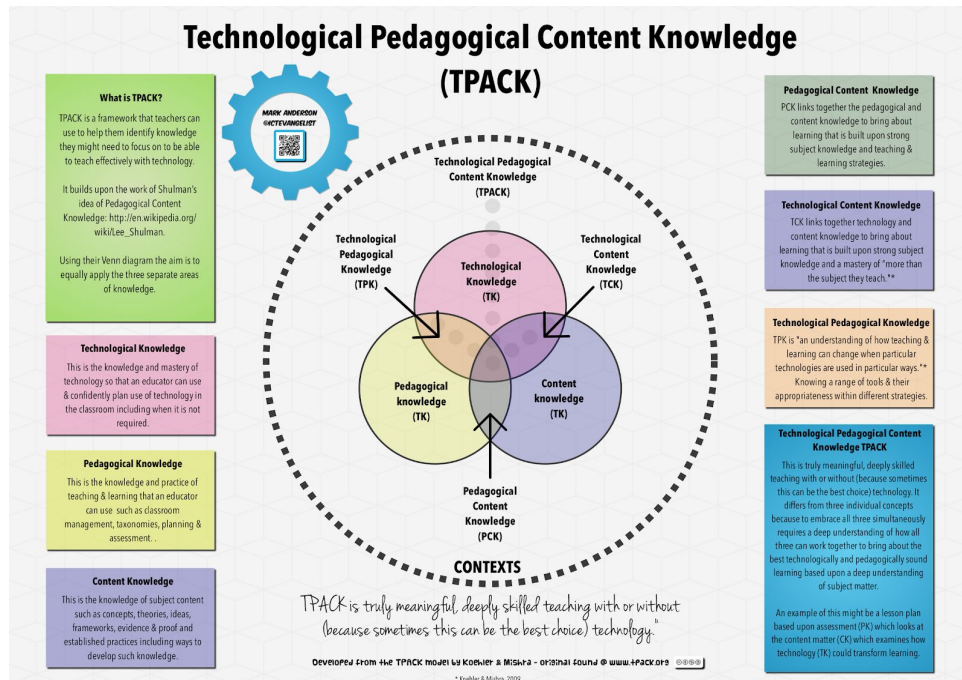 Technological Pedagogical Content Knowledge
(TPACK)
What is TPACK?
TPACK is a framework that teachers can
use to help them identify knowledge
they might need to focus on to be able
to teach effectively with technology.
It builds upon the work of Shulman's
idea of Pedagogical Content
Knowledge: http://en.wikipedia.org/
wiki/Lee_Shulman.
Using their Venn diagram the aim is to
equally apply the three separate areas
of knowledge.
Technological Knowledge
This is the knowledge and mastery of
technology so that an educator can use
& confidently plan use of technology in
the classroom including when it is not
required.
Pedagogical Knowledge
This is the knowledge and practice of
teaching & learning that an educator
can use such as classroom
management, taxonomies, planning &
assessment. .
Content Knowledge
This is the knowledge of subject content
such as concepts, theories, ideas,
frameworks, evidence & proof and
established practices including ways to
develop such knowledge.
MARK ANDERSON
@ICTEVANGELIST
Technological Pedagogical
Content Knowledge
(TPACK)
Technological
Pedagogical
Knowledge
(TPK)
Technological
Content
Knowledge
(TCK)
Technological
Knowledge
(TK)
Pedagogical
knowledge
(TK)
Content
knowledge
(TK)
Pedagogical
Content
Knowledge
(PCK)
CONTEXTS
TPACK is truly meaningful, deeply skilled teaching with or without
(because sometimes this can be the best choice) technology."
Developed from the TPACK model by Koehler & Mishra - original found @ www.tpack.org
* Koehler & Mishra, 2009
Pedagogical Content Knowledge
PCK links together the pedagogical and
content knowledge to bring about
learning that is built upon strong
subject knowledge and teaching &
learning strategies.
Technological Content Knowledge
TCK links together technology and
content knowledge to bring about
learning that is built upon strong subject
knowledge and a mastery of "more than
the subject they teach."*
Technological Pedagogical Knowledge
TPK is "an understanding of how teaching &
learning can change when particular
technologies are used in particular ways."*
Knowing a range of tools & their
appropriateness within different strategies.
Technological Pedagogical Content
Knowledge TPACK
This is truly meaningful, deeply skilled
teaching with or without (because sometimes
this can be the best choice) technology. It
differs from three individual concepts
because to embrace all three simultaneously
requires a deep understanding of how all
three can work together to bring about the
best technologically and pedagogically sound
learning based upon a deep understanding
of subject matter.
An example of this might be a lesson plan
based upon assessment (PK) which looks at
the content matter (CK) which examines how
technology (TK) could transform learning.